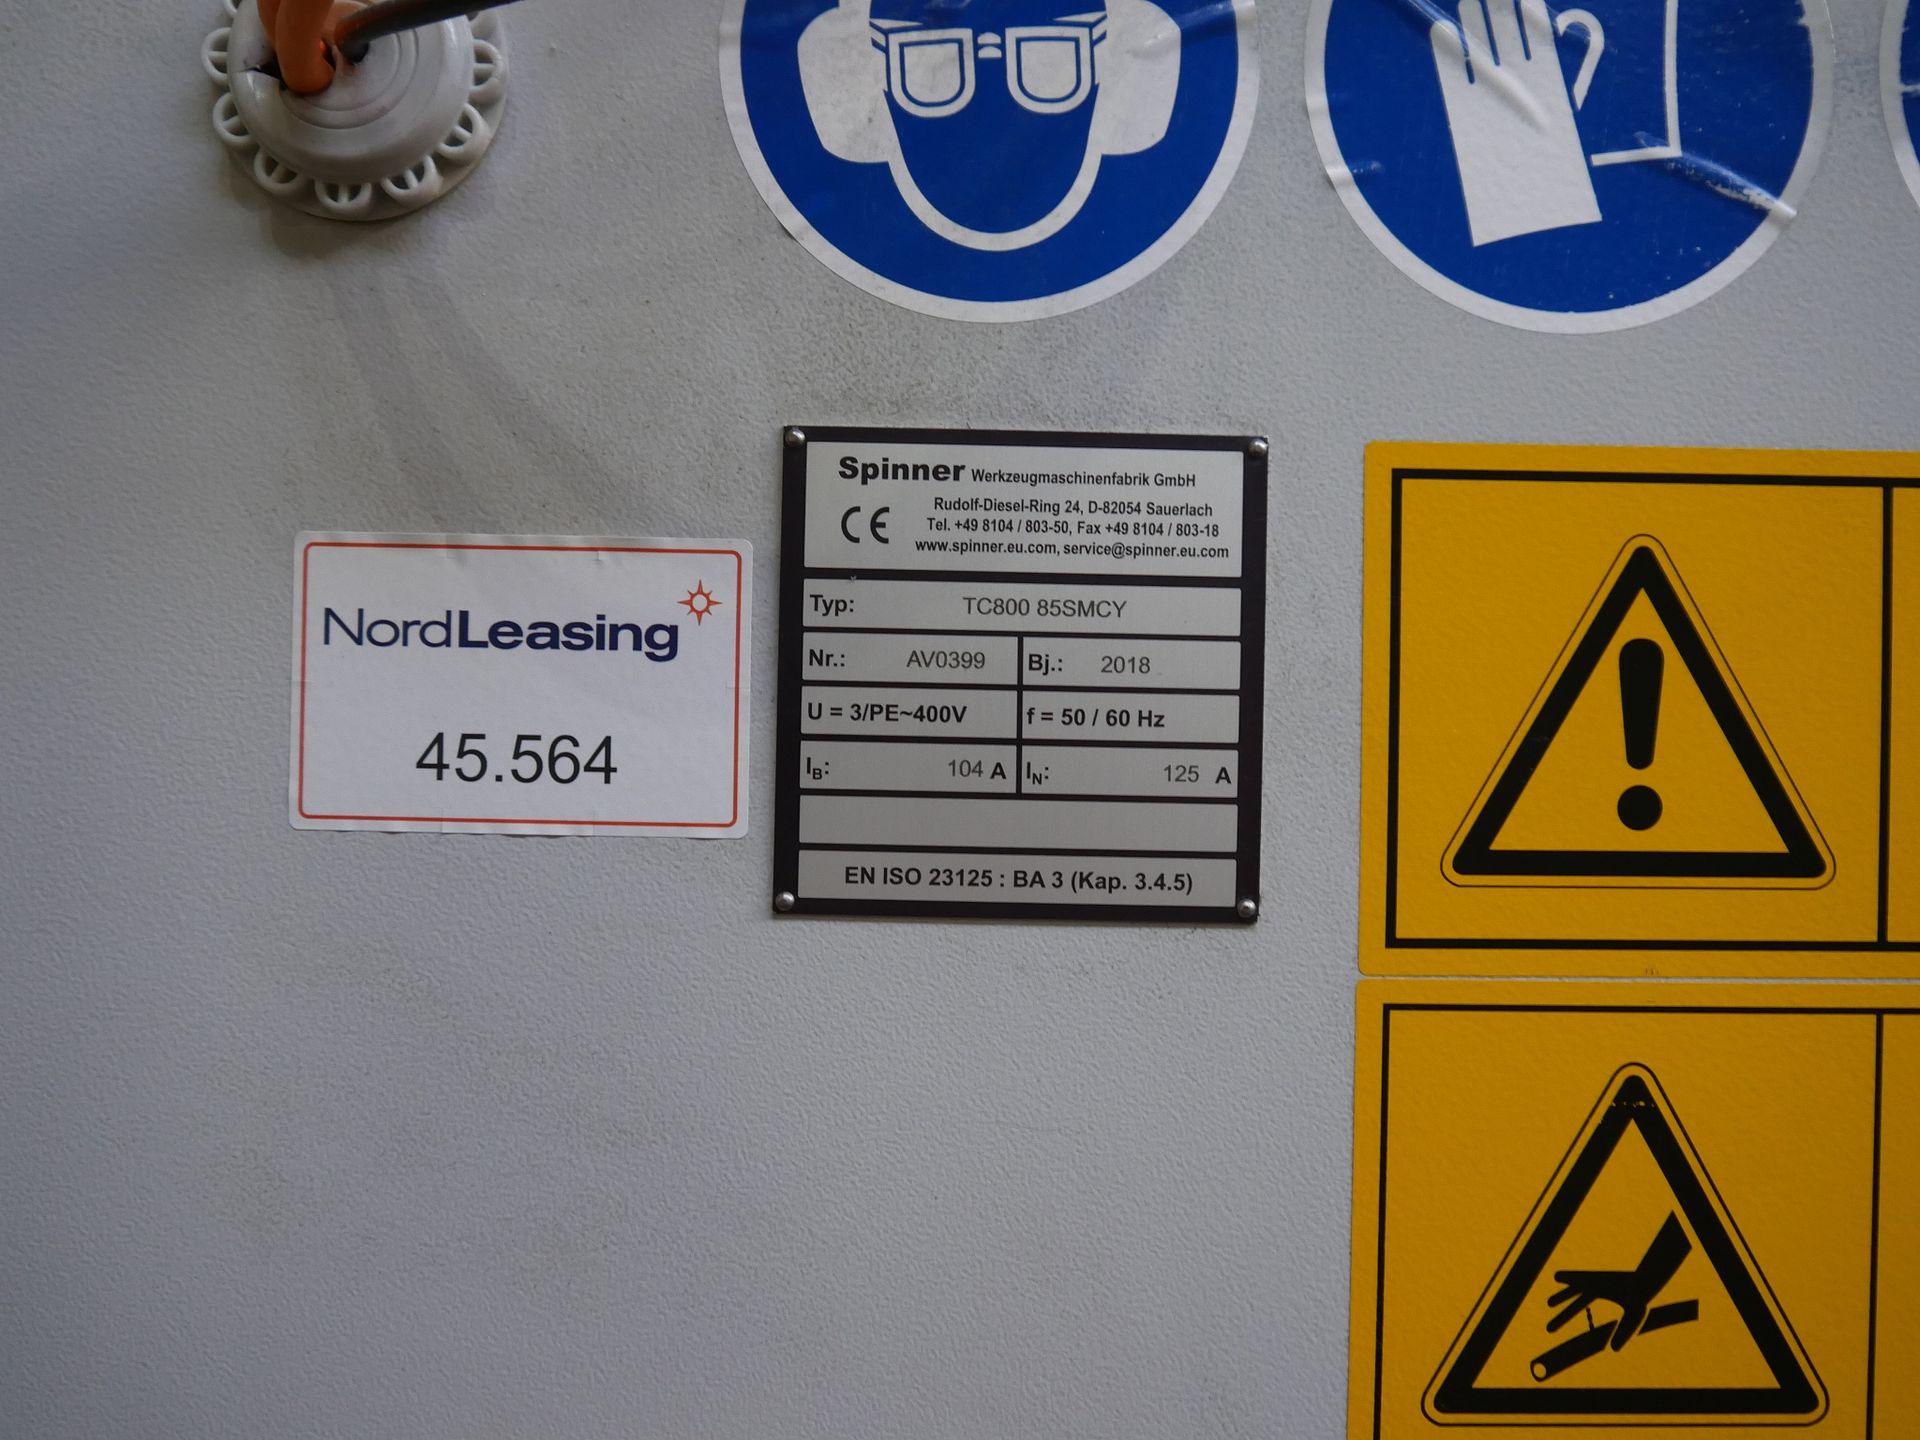 NordLeasing
45.564
Spinner Werkzeugmaschinenfabrik GmbH
CE
Rudolf-Diesel-Ring 24, D-82054 Sauerlach
Tel. +49 8104 / 803-50, Fax +49 8104 / 803-18
www.spinner.eu.com, service@spinner.eu.com
Typ: TC800 85SMCY
Nr.: AV0399 Bj.: 2018
U = 3/PE~400V f = 50 / 60 Hz
IB: 104 A IN: 125 A
EN ISO 23125 : BA 3 (Kap. 3.4.5)